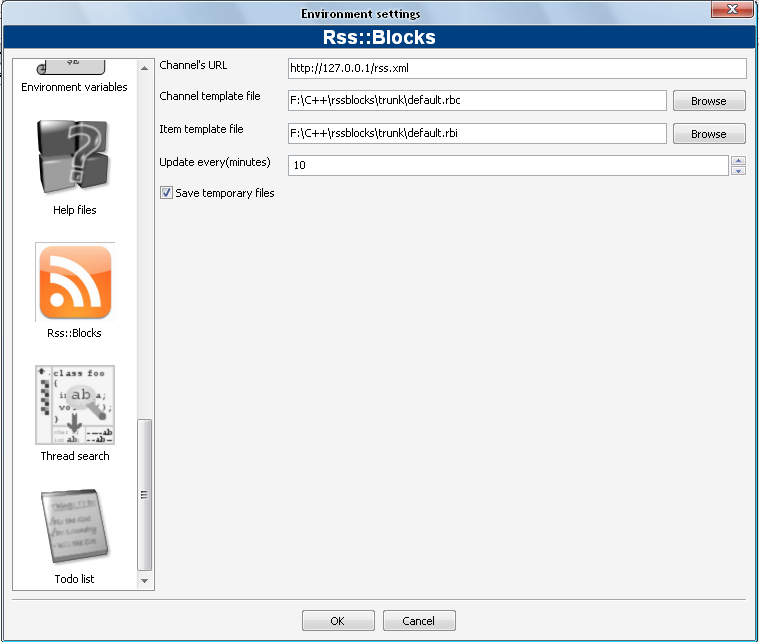 Environment settings
Rss::Blocks
Environment variables
Help files
Rss::Blocks
class foo
{
ab
}
Thread search
Todo list
Channel's URL
http://127.0.0.1/rss.xml
Channel template file
F:\C++\rssblocks\trunk\default.rbc
Browse
Item template file
F:\C++\rssblocks\trunk\default.rbi
Browse
Update every(minutes)
10
Save temporary files
OK
Cancel